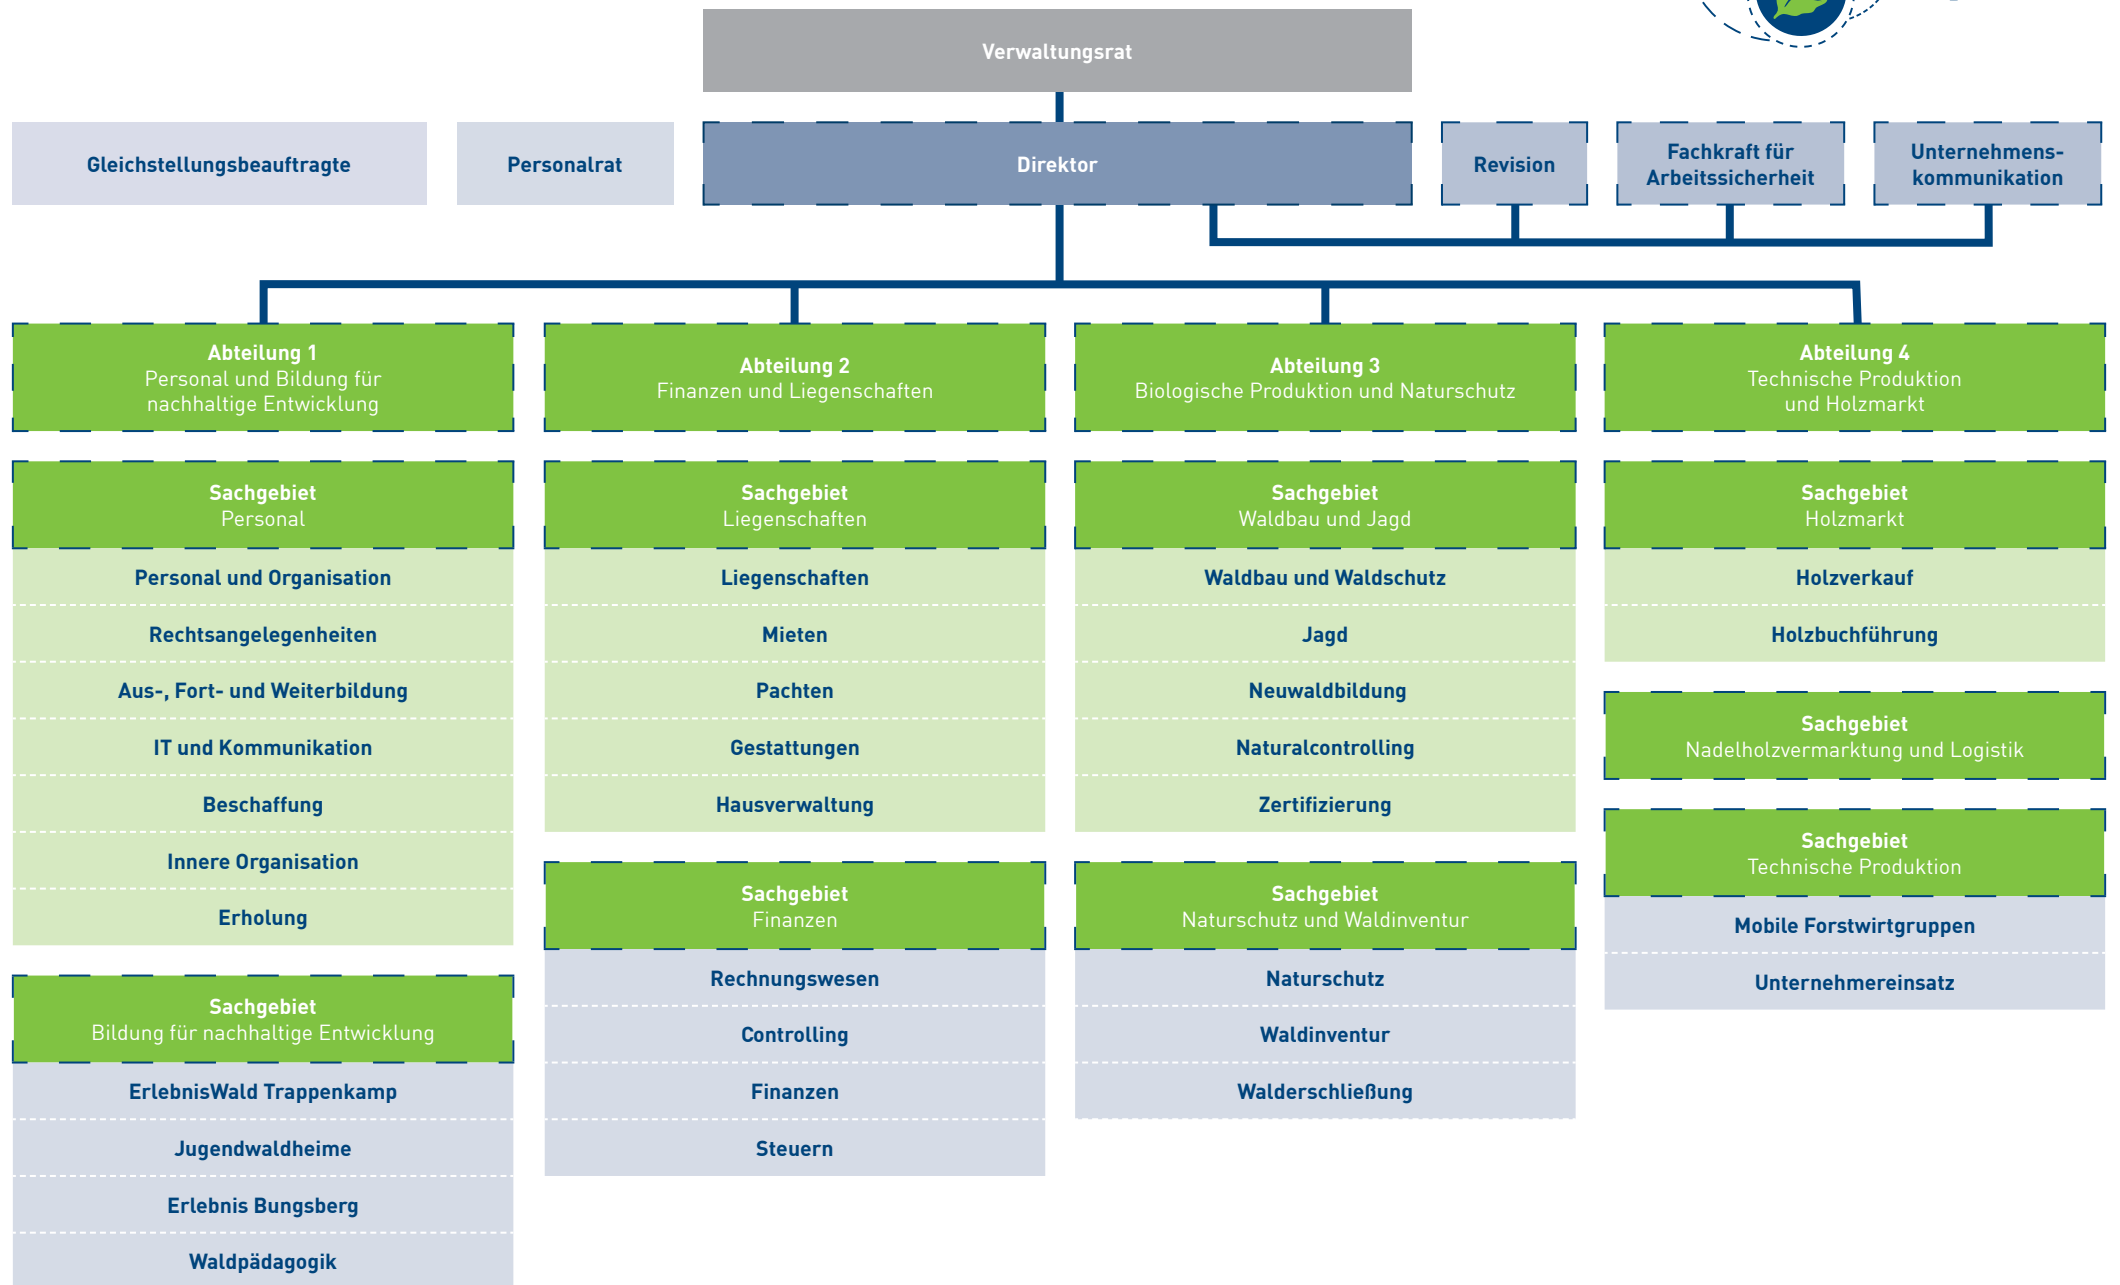 Verwaltungsrat
Gleichstellungsbeauftragte
Personalrat
Direktor
Revision
Fachkraft für
Arbeitssicherheit
Unternehmens-
kommunikation
Abteilung 1
Personal und Bildung für
nachhaltige Entwicklung
Sachgebiet
Personal
Personal und Organisation
Rechtsangelegenheiten
Aus-, Fort- und Weiterbildung
IT und Kommunikation
Beschaffung
Innere Organisation
Erholung
Sachgebiet
Bildung für nachhaltige Entwicklung
ErlebnisWald Trappenkamp
Jugendwaldheime
Erlebnis Bungsberg
Waldpädagogik
Abteilung 2
Finanzen und Liegenschaften
Sachgebiet
Liegenschaften
Liegenschaften
Mieten
Pachten
Gestattungen
Hausverwaltung
Sachgebiet
Finanzen
Rechnungswesen
Controlling
Finanzen
Steuern
Abteilung 3
Biologische Produktion und Naturschutz
Sachgebiet
Waldbau und Jagd
Waldbau und Waldschutz
Jagd
Neuwaldbildung
Naturalcontrolling
Zertifizierung
Sachgebiet
Naturschutz und Waldinventur
Naturschutz
Waldinventur
Walderschließung
Abteilung 4
Technische Produktion
und Holzmarkt
Sachgebiet
Holzmarkt
Holzverkauf
Holzbuchführung
Sachgebiet
Nadelholzvermarktung und Logistik
Sachgebiet
Technische Produktion
Mobile Forstwirtgruppen
Unternehmereinsatz